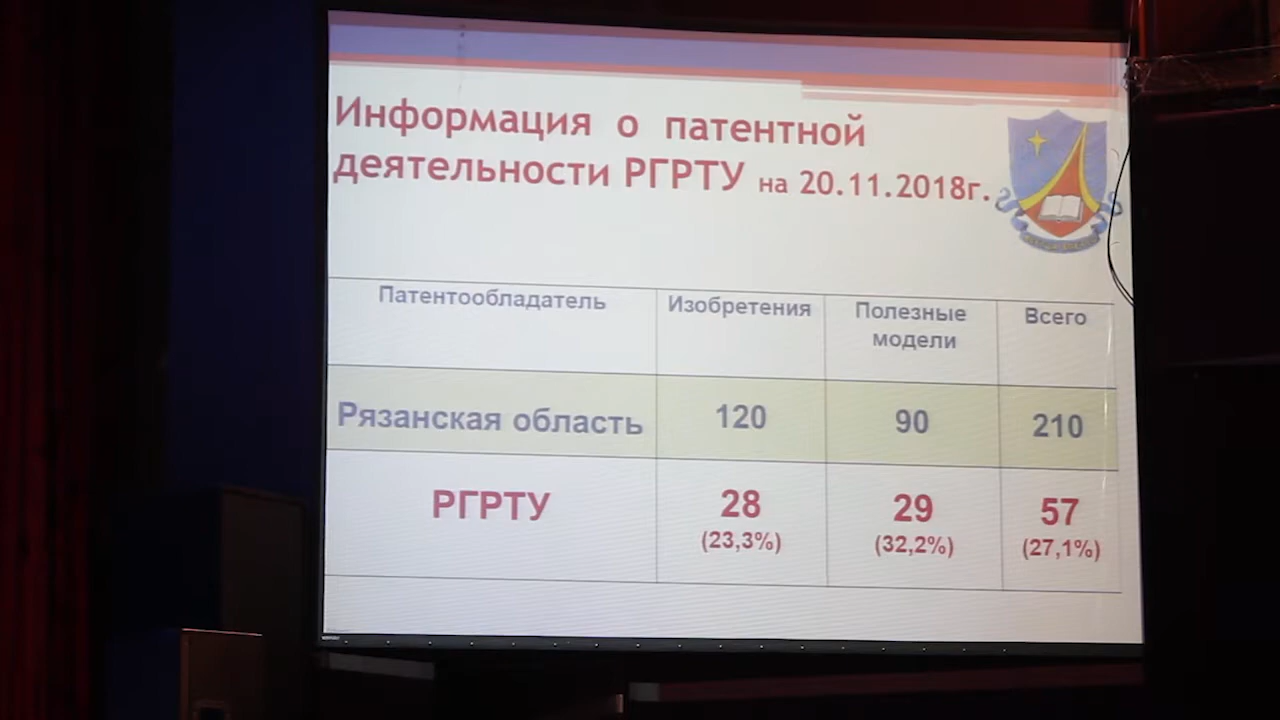 Информация о патентной
деятельности РГРТУ на 20.11.2018г.
Патентообладатель Изобретения Полезные модели Всего
Рязанская область 120 90 210
РГРТУ 28 29 57
(23,3%) (32,2%) (27,1%)